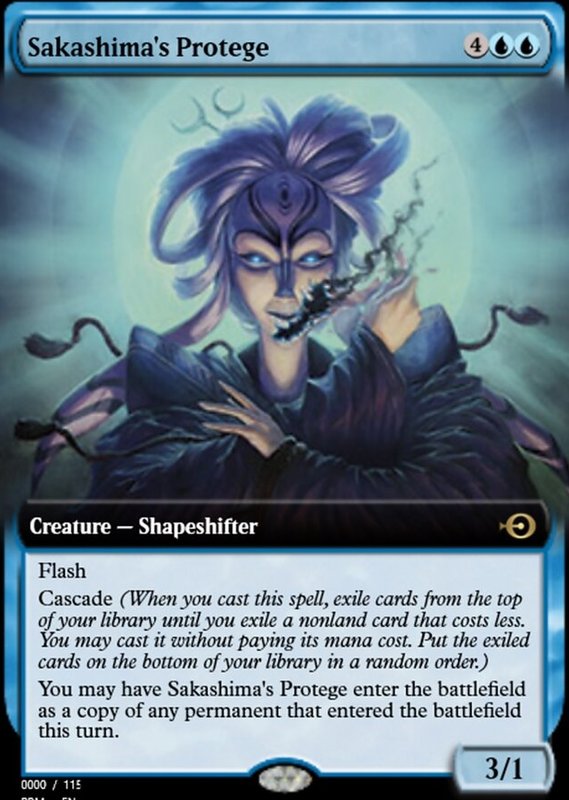 Sakashima's Protege
4
Creature — Shapeshifter
Flash
Cascade (When you cast this spell, exile cards from the top
of your library until you exile a nonland card that costs less.
You may cast it without paying its mana cost. Put the exiled
cards on the bottom of your library in a random order.)
You may have Sakashima's Protege enter the battlefield
as a copy of any permanent that entered the battlefield
this turn.
3/1
0000 / 115